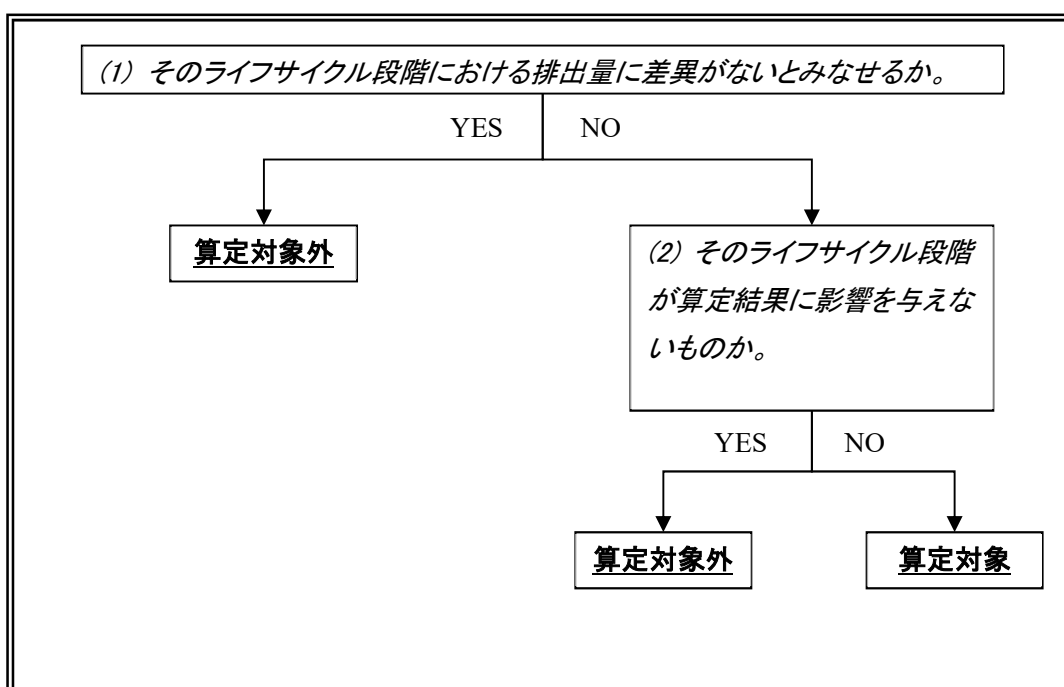 (1) そのライフサイクル段階における排出量に差異がないとみなせるか。
YES NO
算定対象外
(2) そのライフサイクル段階
が算定結果に影響を与えな
いものか。
YES NO
算定対象外 算定対象